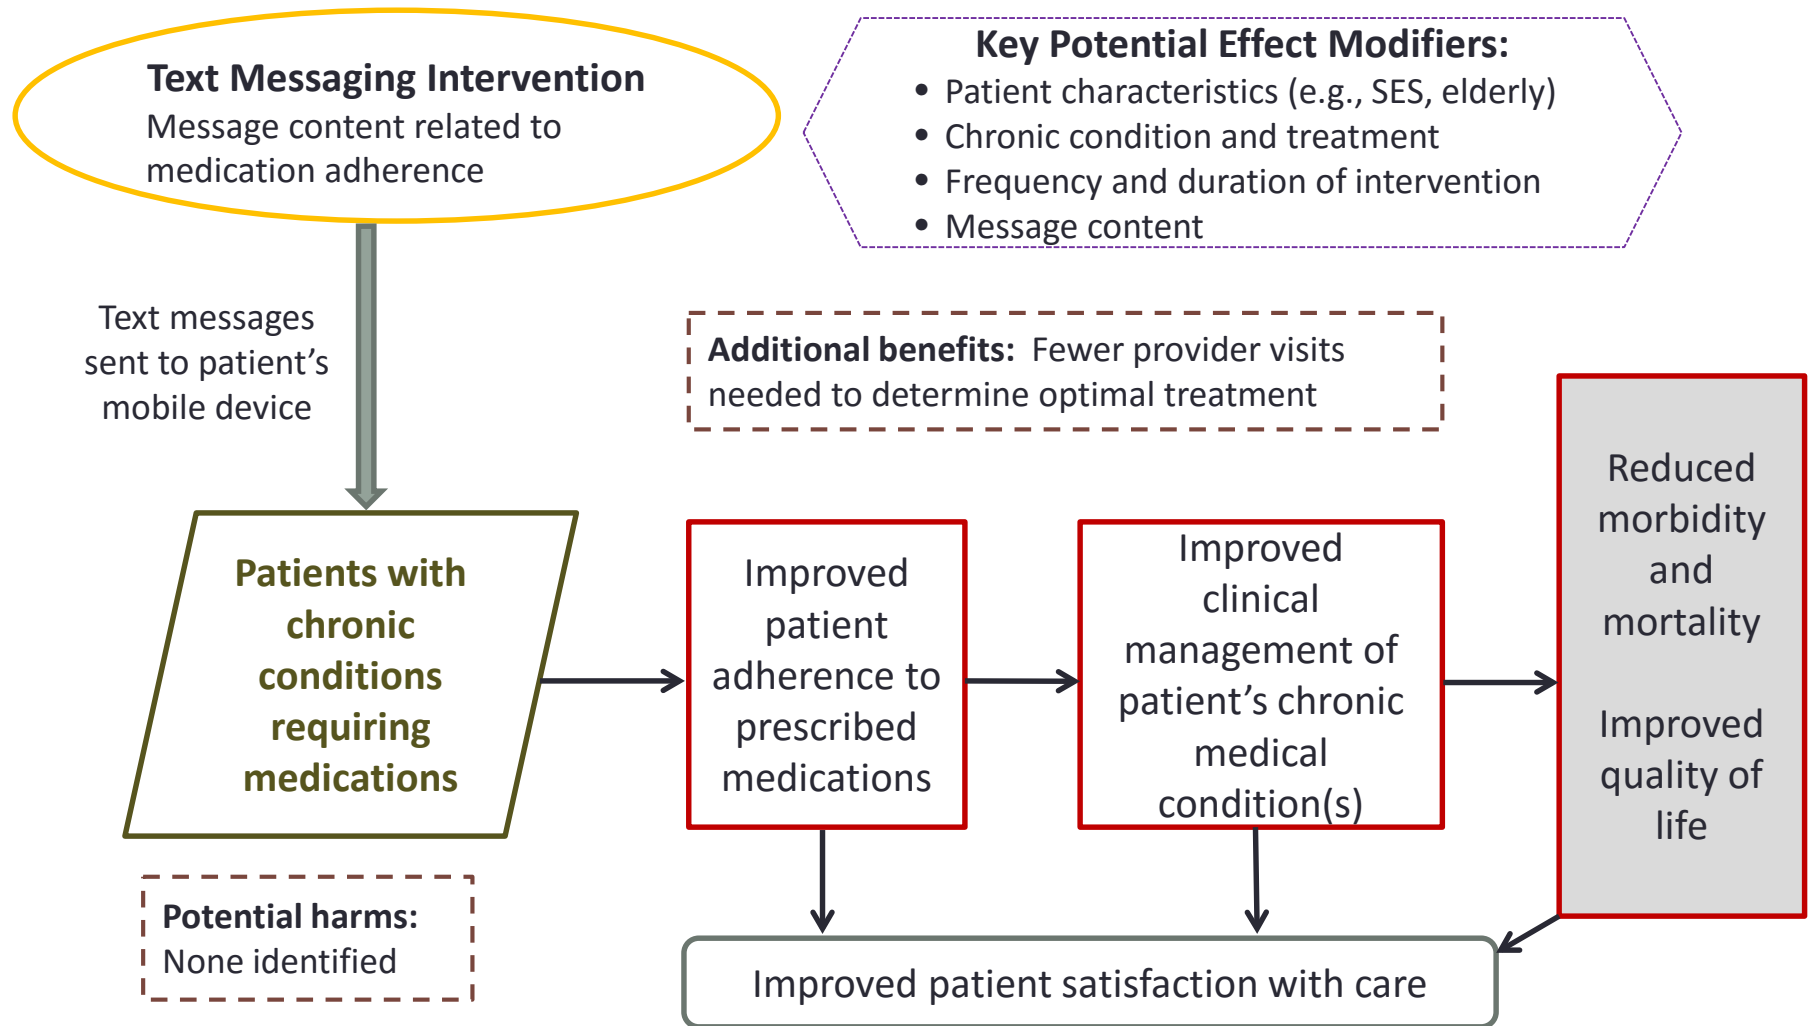 Text Messaging Intervention
Message content related to
medication adherence
Key Potential Effect Modifiers:
• Patient characteristics (e.g., SES, elderly)
• Chronic condition and treatment
• Frequency and duration of intervention
• Message content
Text messages
sent to patient’s
mobile device
Additional benefits: Fewer provider visits
needed to determine optimal treatment
Patients with
chronic
conditions
requiring
medications
Improved
patient
adherence to
prescribed
medications
Improved
clinical
management of
patient’s chronic
medical
condition(s)
Reduced
morbidity
and
mortality
Improved
quality of
life
Potential harms:
None identified
Improved patient satisfaction with care